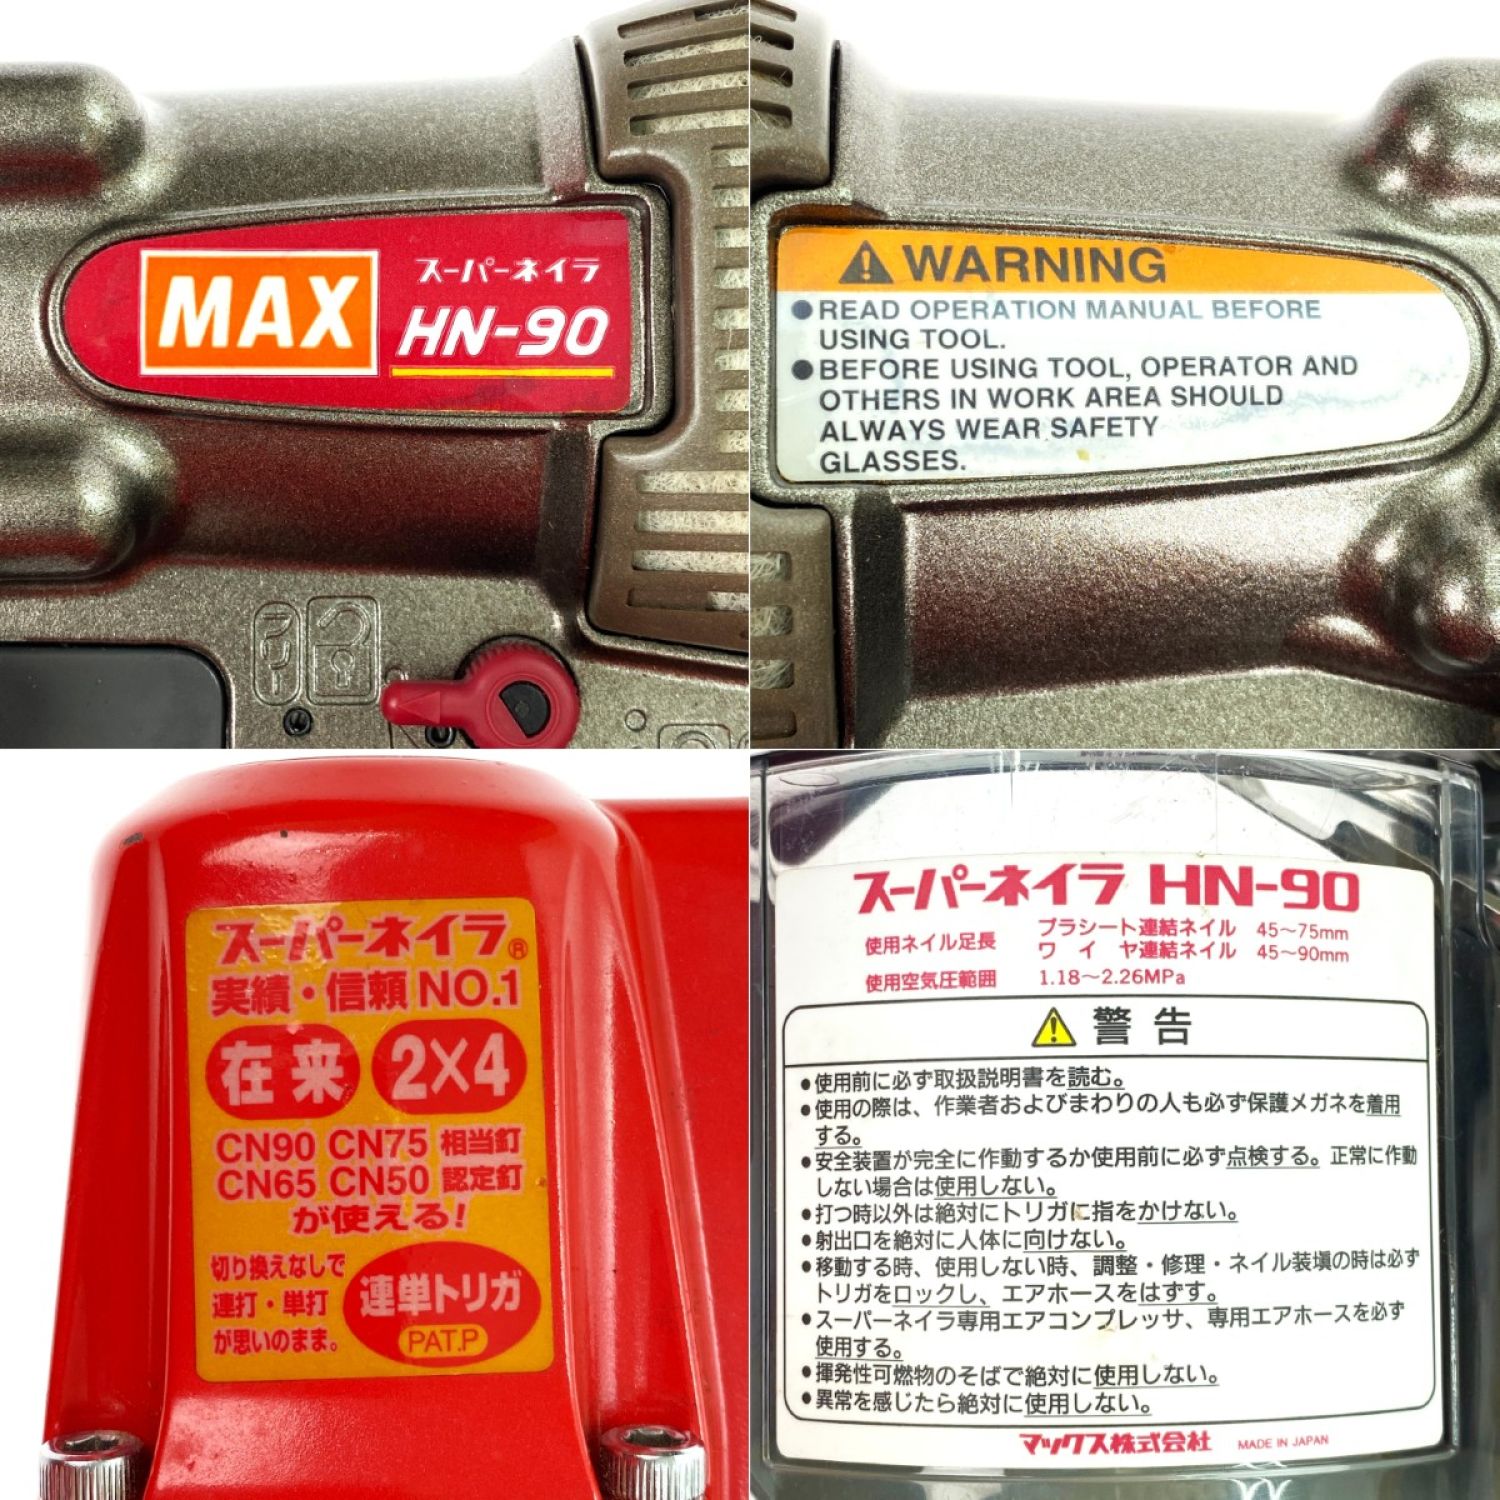 MAX
スーパーネイラ
HN-90
WARNING
●READ OPERATION MANUAL BEFORE
USING TOOL.
●BEFORE USING TOOL, OPERATOR AND
OTHERS IN WORK AREA SHOULD
ALWAYS WEAR SAFETY
GLASSES.
スーパーネイラ®
実績・信頼NO.1
在来 2×4
CN90 CN75 相当釘
CN65 CN50 認定釘
が使える!
切り換えなしで
連打・単打
が思いのまま。
連単トリガ
PAT.P
スーパーネイラ HN-90
使用ネイル足長 プラシート連結ネイル 45〜75mm
ワイヤ連結ネイル 45〜90mm
使用空気圧範囲 1.18〜2.26MPa
警告
●使用前に必ず取扱説明書を読む。
●使用の際は、作業者およびまわりの人も必ず保護メガネを着用
する。
●安全装置が完全に作動するか使用前に必ず点検する。正常に作動
しない場合は使用しない。
●打つ時以外は絶対にトリガに指をかけない。
●射出口を絶対に人体に向けない。
●移動する時、使用しない時、調整・修理・ネイル装塡の時は必ず
トリガをロックし、エアホースをはずす。
●スーパーネイラ専用エアコンプレッサ、専用エアホースを必ず
使用する。
●揮発性可燃物のそばで絶対に使用しない。
●異常を感じたら絶対に使用しない。
マックス株式会社 MADE IN JAPAN